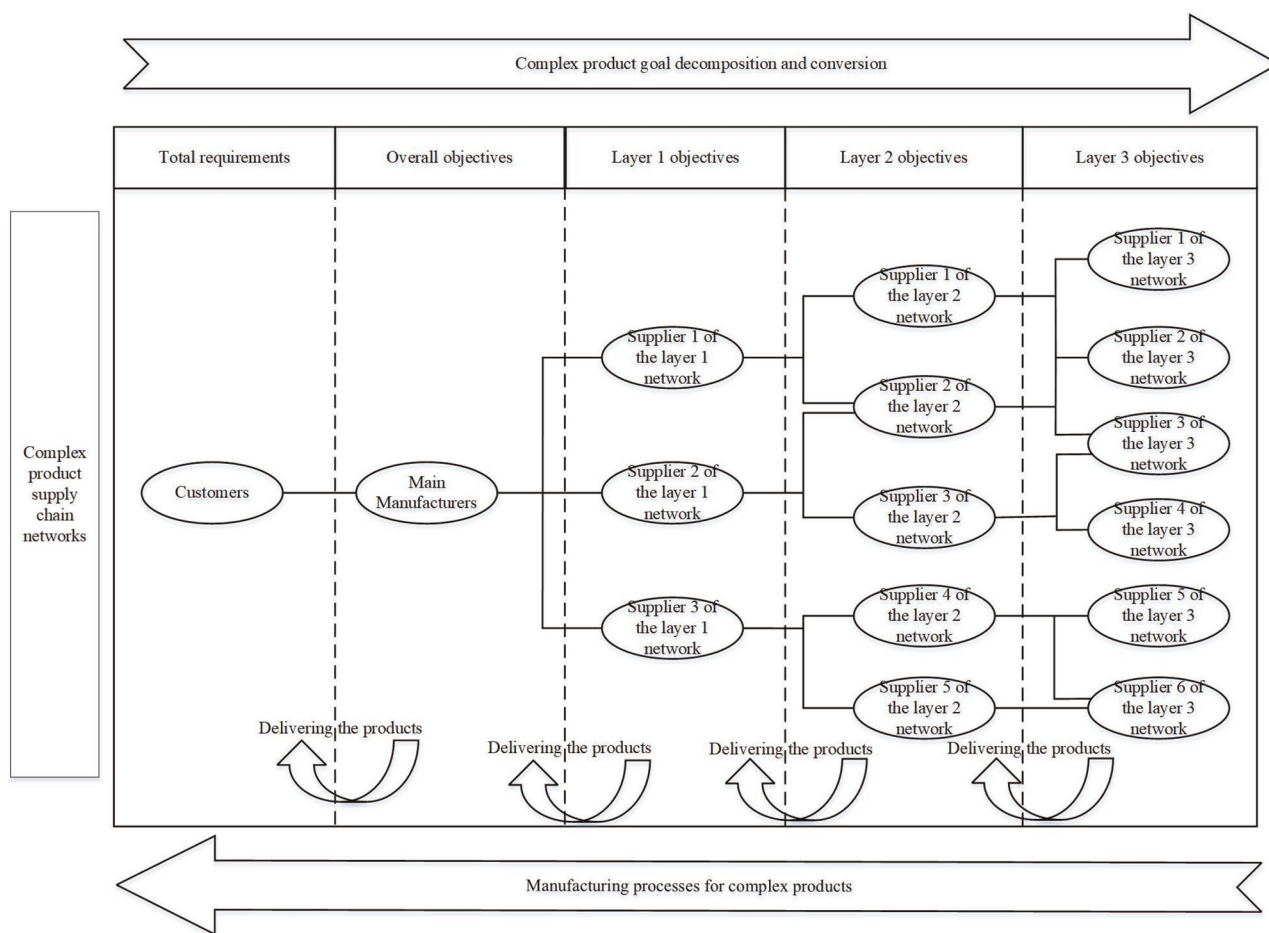 Complex product goal decomposition and conversion
Total requirements
Overall objectives
Layer 1 objectives
Layer 2 objectives
Layer 3 objectives
Complex
product
supply
chain
networks
Customers
Main
Manufacturers
Supplier 1 of
the layer 1
network
Supplier 2 of
the layer 1
network
Supplier 3 of
the layer 1
network
Supplier 1 of
the layer 2
network
Supplier 2 of
the layer 2
network
Supplier 3 of
the layer 2
network
Supplier 4 of
the layer 2
network
Supplier 5 of
the layer 2
network
Supplier 1 of
the layer 3
network
Supplier 2 of
the layer 3
network
Supplier 3 of
the layer 3
network
Supplier 4 of
the layer 3
network
Supplier 5 of
the layer 3
network
Supplier 6 of
the layer 3
network
Delivering the products
Delivering the products
Delivering the products
Delivering the products
Manufacturing processes for complex products